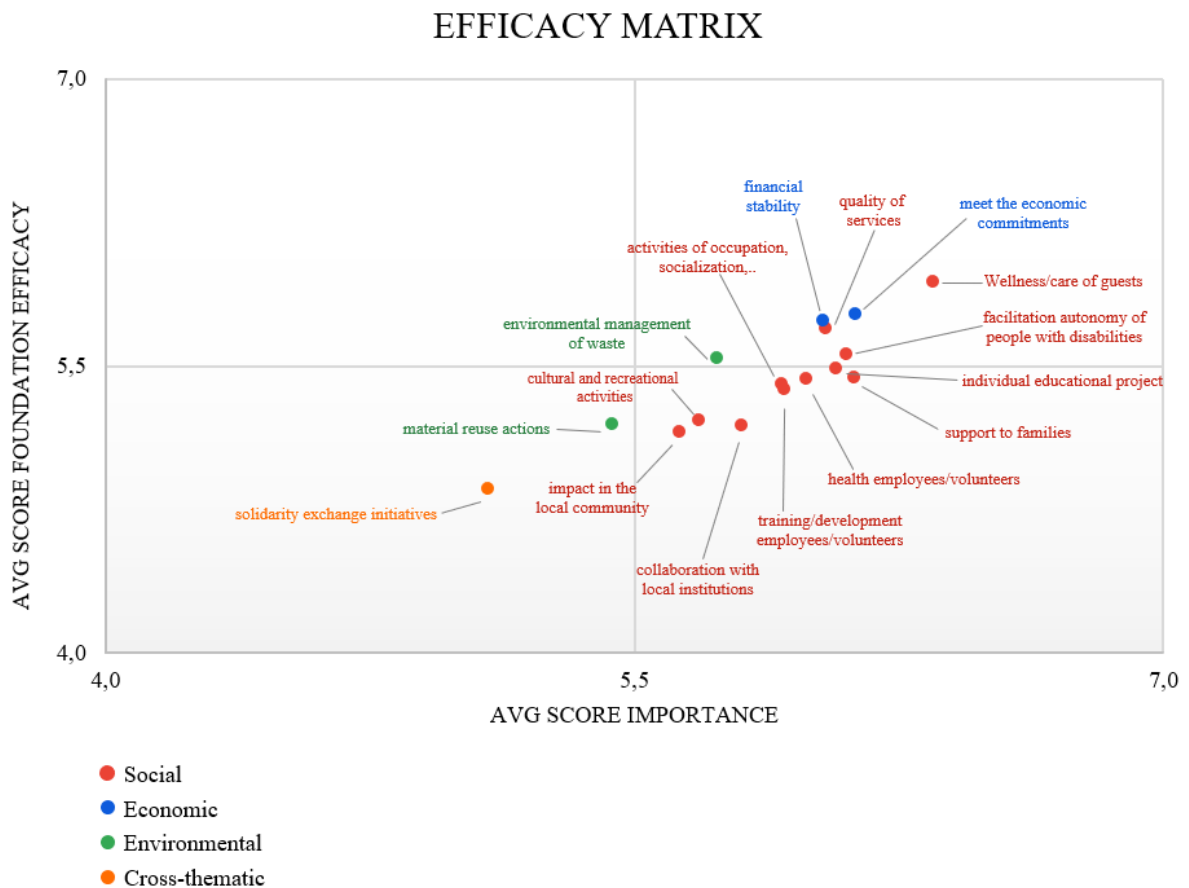 EFFICACY MATRIX
7,0
5,5
4,0
AVG SCORE FOUNDATION EFFICACY
financial
stability
quality of
services
meet the economic
commitments
activities of occupation,
socialization,..
Wellness/care of guests
environmental management
of waste
facilitation autonomy of
people with disabilities
cultural and recreational
activities
individual educational project
material reuse actions
support to families
impact in the
local community
health employees/volunteers
solidarity exchange initiatives
training/development
employees/volunteers
collaboration with
local institutions
4,0
5,5
7,0
AVG SCORE IMPORTANCE
Social
Economic
Environmental
Cross-thematic